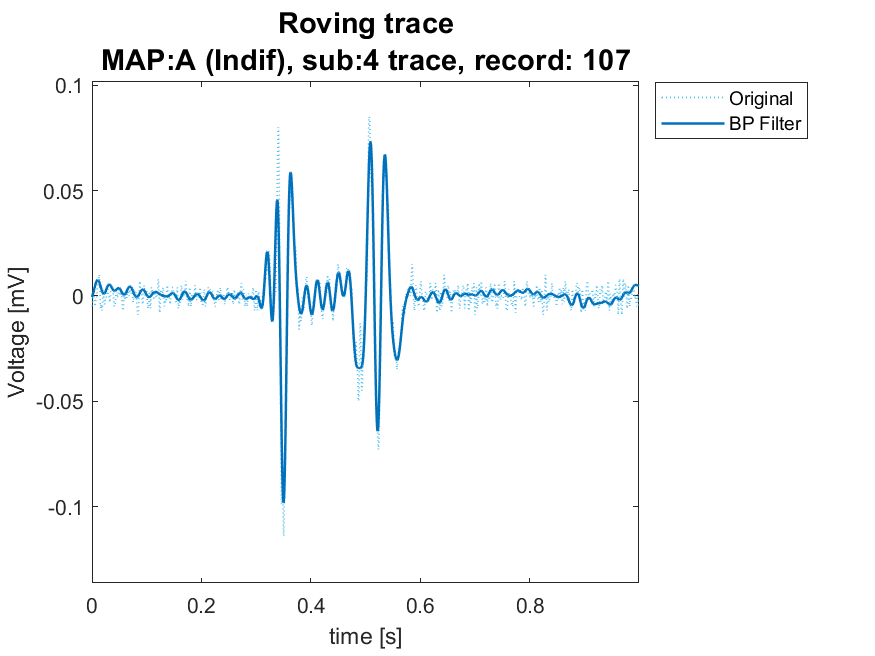 Roving trace
MAP:A (Indif), sub:4 trace, record: 107
Original
BP Filter
0.1
0.05
0
-0.05
-0.1
Voltage [mV]
0
0.2
0.4
0.6
0.8
time [s]